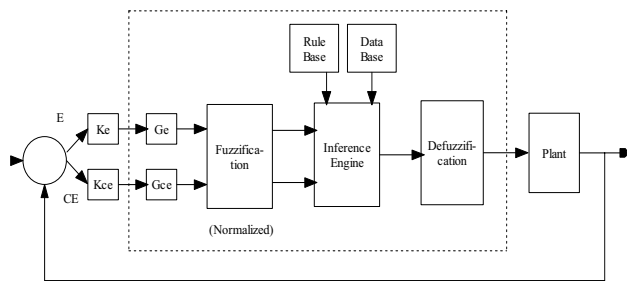 Rule
Base
Data
Base
E
Ke
Ge
Fuzzifica-
tion
Inference
Engine
Defuzzifi-
cation
Plant
Kce
Gce
CE
(Normalized)